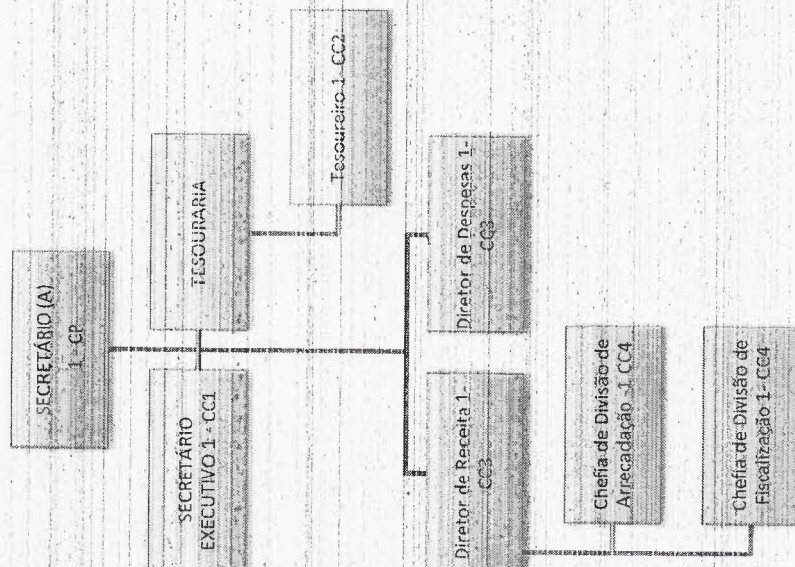 SECRETÁRIO (A)
1 - CP
SECRETÁRIO
EXECUTIVO 1 - CC1
TESOURARIA
Tesoureiro 1- CC2
Diretor de Receita 1-
CC3
Diretor de Despesas 1-
CC3
Chefia de Divisão de
Arrecadação -1 CC4
Chefia de Divisão de
Fiscalização 1- CC4